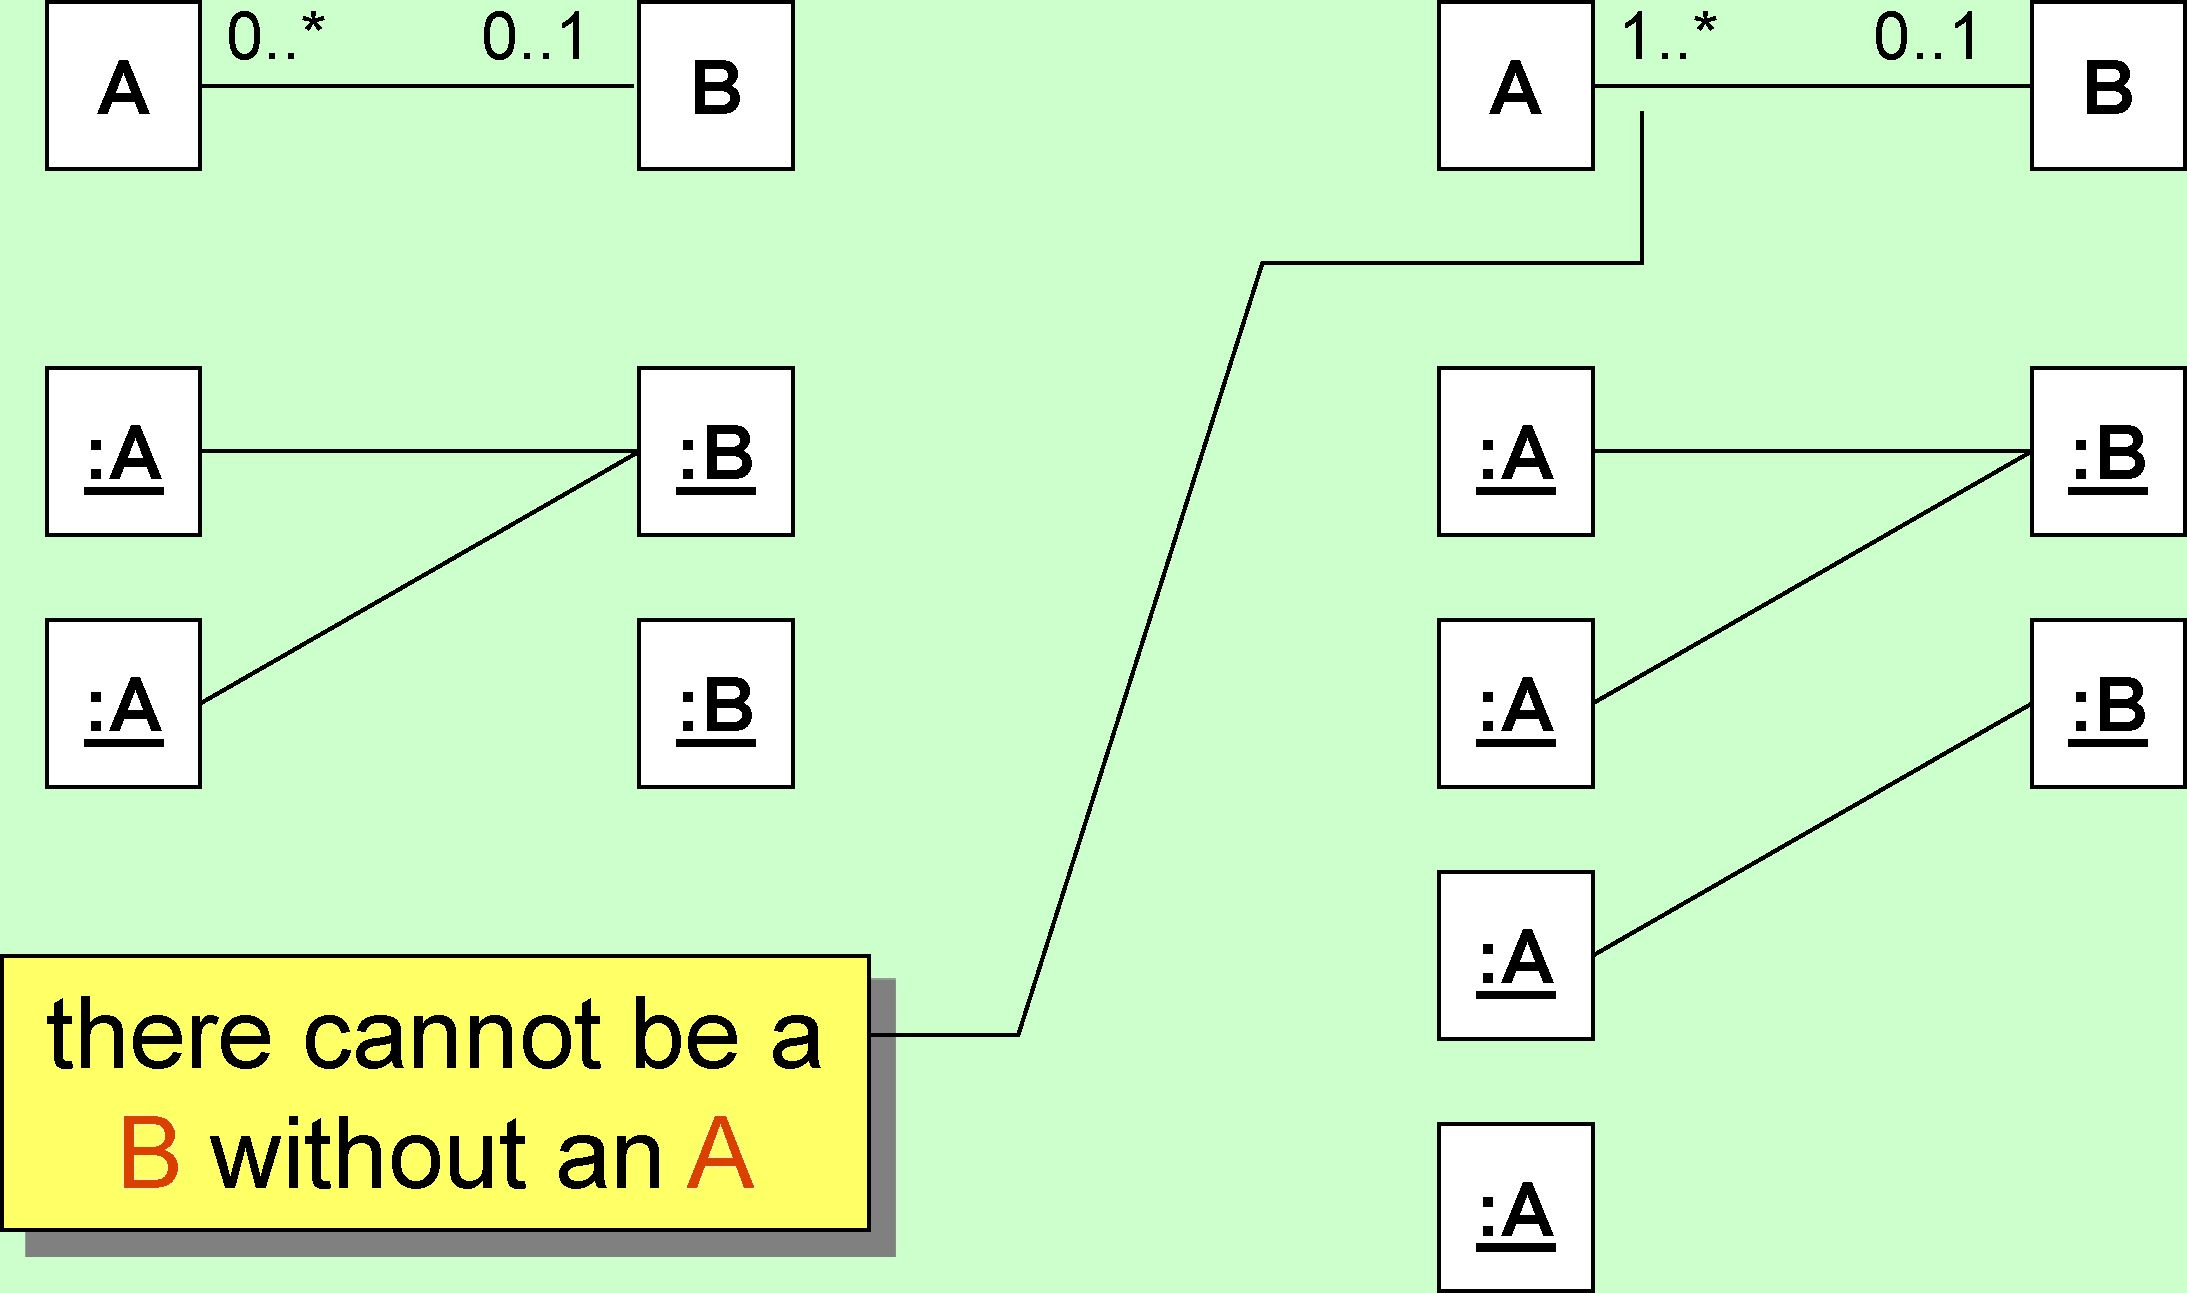 0..* 0..1 1..* 0..1
A B A B
:A :B :A :B
:A :B :A :B
:A
there cannot be a
B without an A
:A